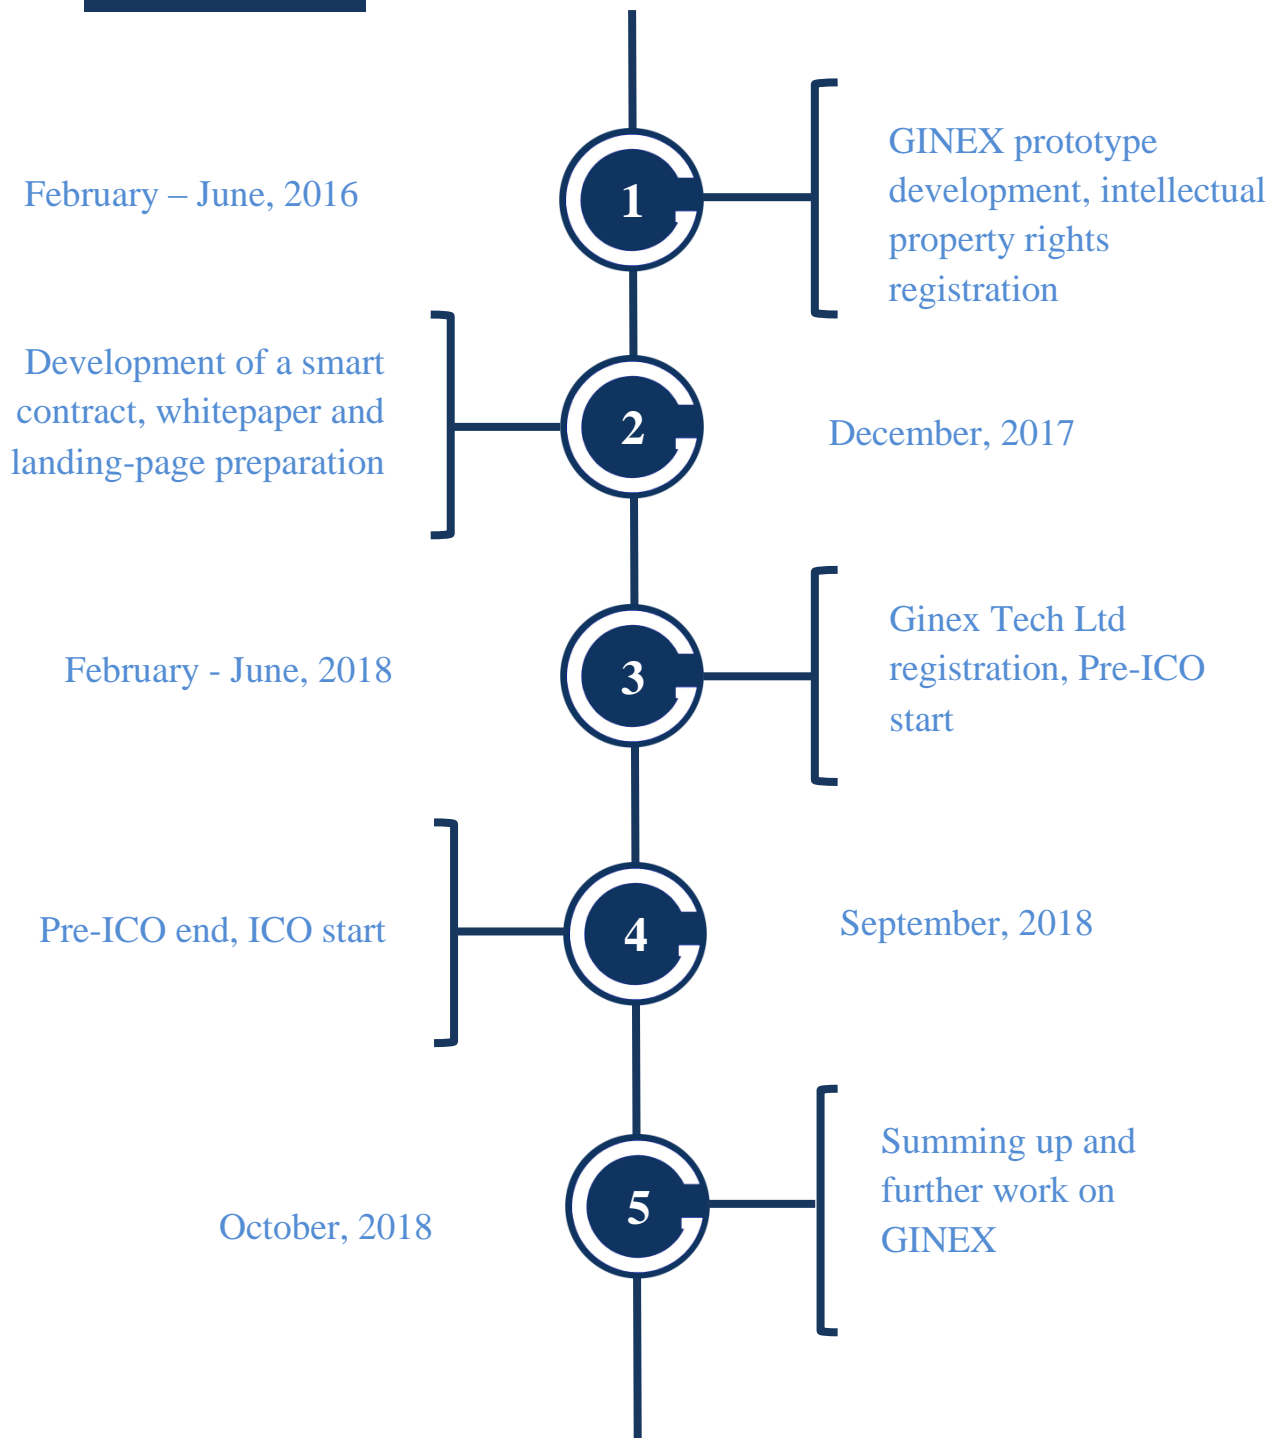 February – June, 2016
1
GINEX prototype
development, intellectual
property rights
registration
Development of a smart
contract, whitepaper and
landing-page preparation
2
December, 2017
February - June, 2018
3
Ginex Tech Ltd
registration, Pre-ICO
start
Pre-ICO end, ICO start
4
September, 2018
October, 2018
5
Summing up and
further work on
GINEX